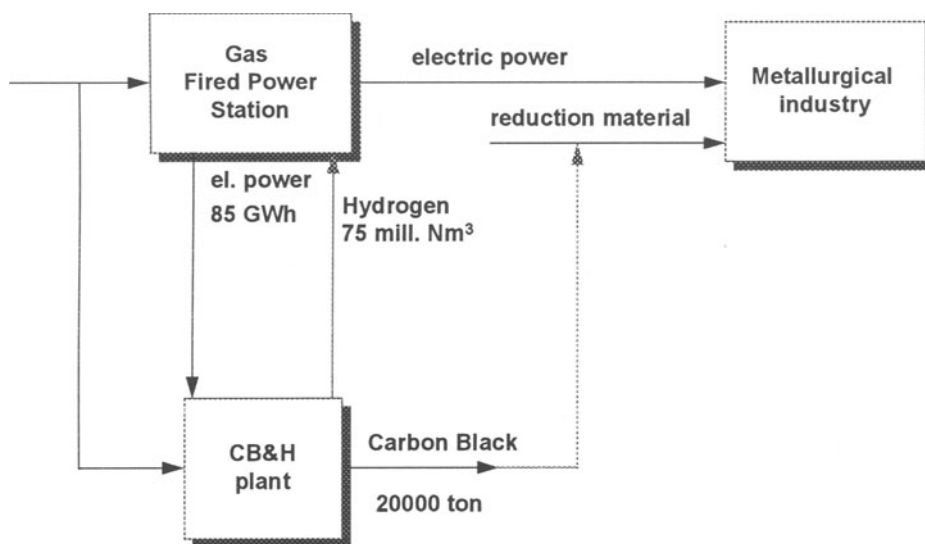 Gas
Fired Power
Station
electric power
Metallurgical
industry
reduction material
el. power
85 GWh
Hydrogen
75 mill. Nm³
CB&H
plant
Carbon Black
20000 ton